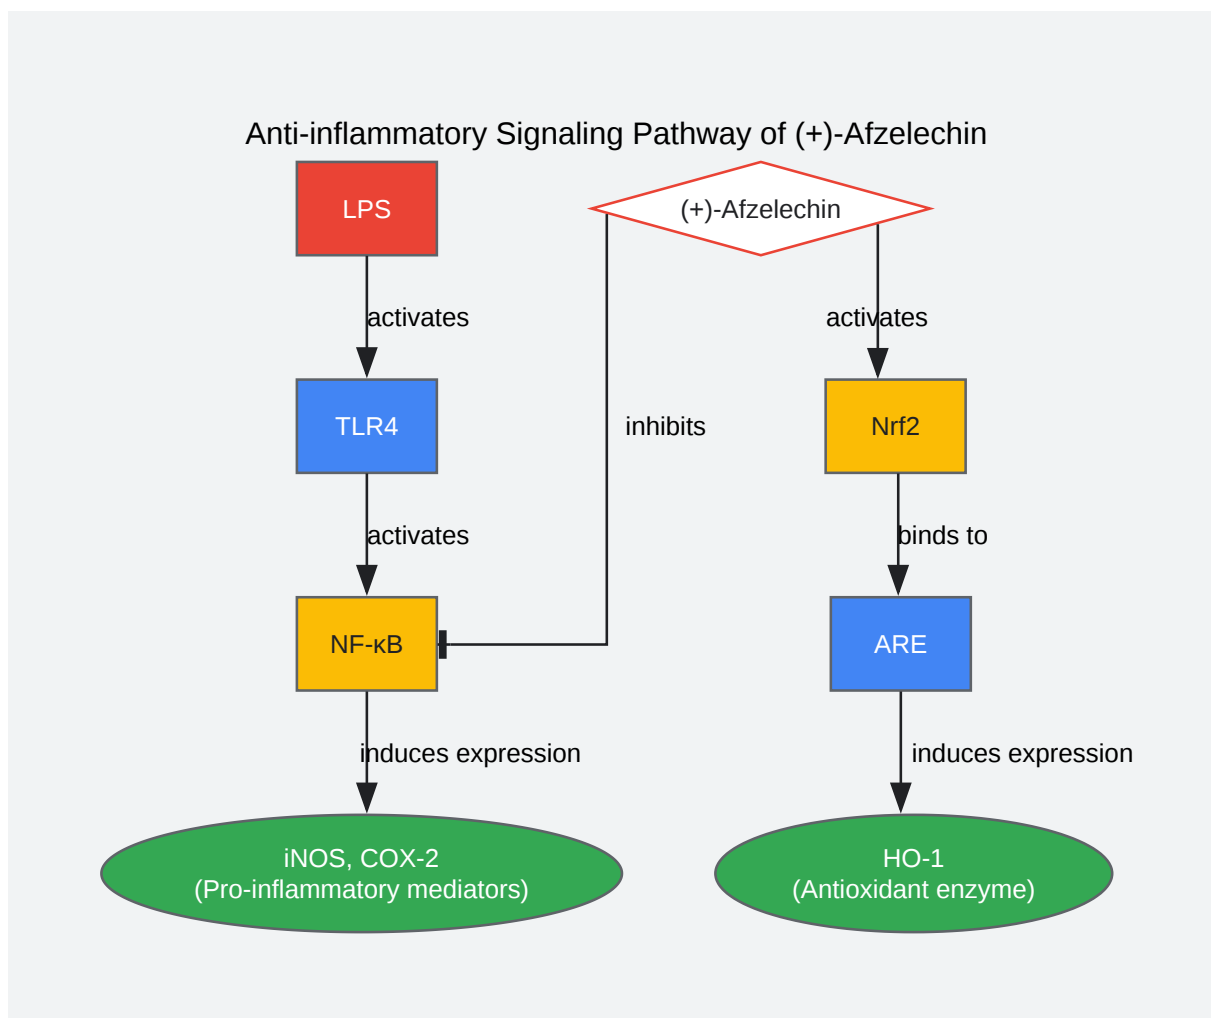 Anti-inflammatory Signaling Pathway of (+)-Afzelechin
LPS
(+)-Afzelechin
activates
activates
TLR4
inhibits
Nrf2
activates
binds to
NF-κB
ARE
induces expression
induces expression
iNOS, COX-2
(Pro-inflammatory mediators)
HO-1
(Antioxidant enzyme)